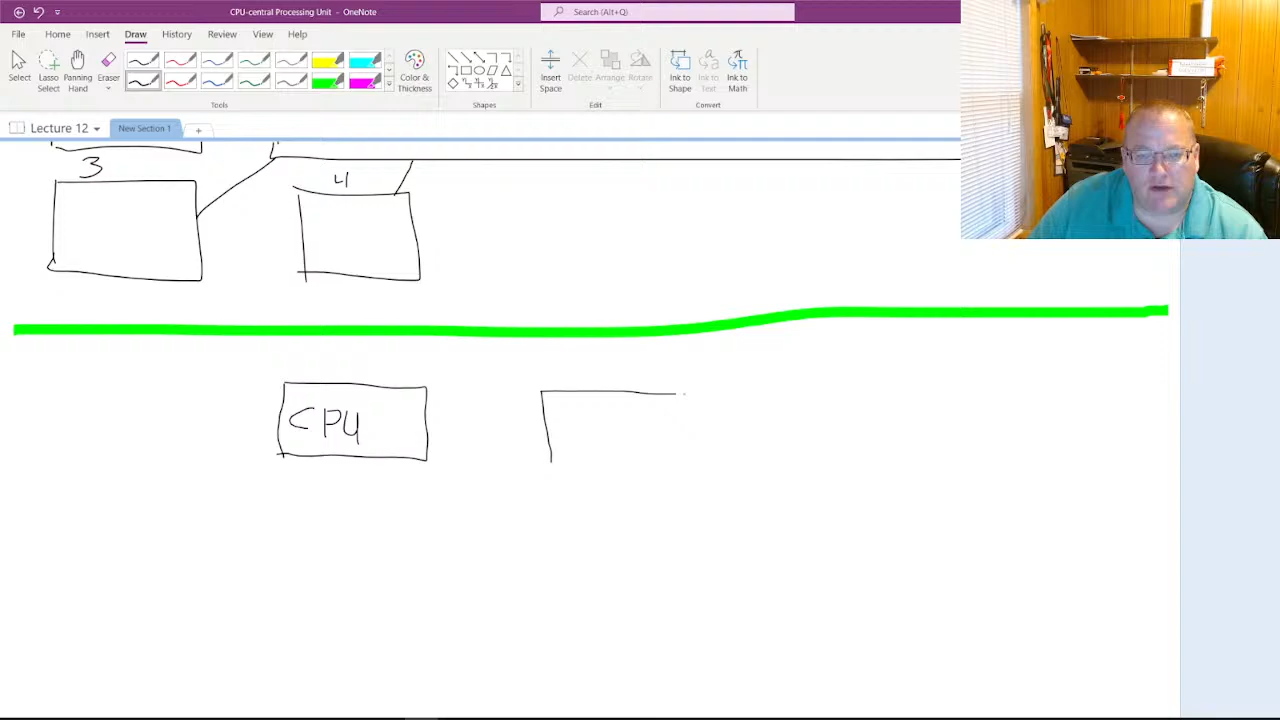 CPU-central Processing Unit - OneNote
Search (Alt+Q)
File Home Insert Draw History Review View Help
Select Lasso Select Panning Hand Eraser Thickness Insert Space Delete Arrange Rotate Ink to Shape Ink to Text Ink to Math
Tools Shapes Edit Convert
Lecture 12 New Section 1 +
3
4
CPU